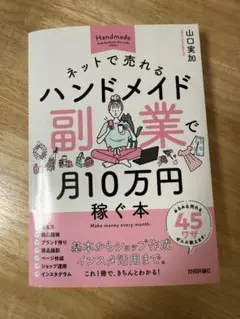 Handmade
山口実加
ネットで売れる
ハンドメイド
副業で
月10万円
稼ぐ本
Make money every month.
45
ワザ
ブランド作り
商品撮影
ページ作成
ショップ運用
インスタグラム
基本からショップ作成
インスタ活用まで。
これ1冊で、きちんとわかる!
技術評論社